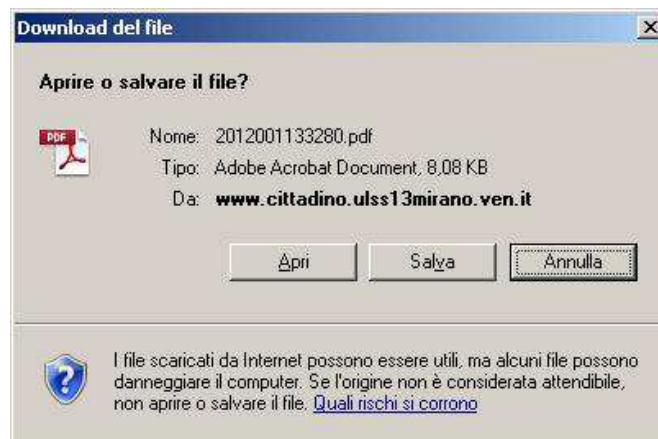 Download del file
Aprire o salvare il file?
PDF
Nome: 2012001133280.pdf
Tipo: Adobe Acrobat Document, 8,08 KB
Da: www.cittadino.ulss13mirano.ven.it
Apri Salva Annulla
I file scaricati da Internet possono essere utili, ma alcuni file possono
danneggiare il computer. Se l'origine non è considerata attendibile,
non aprire o salvare il file. Quali rischi si corrono